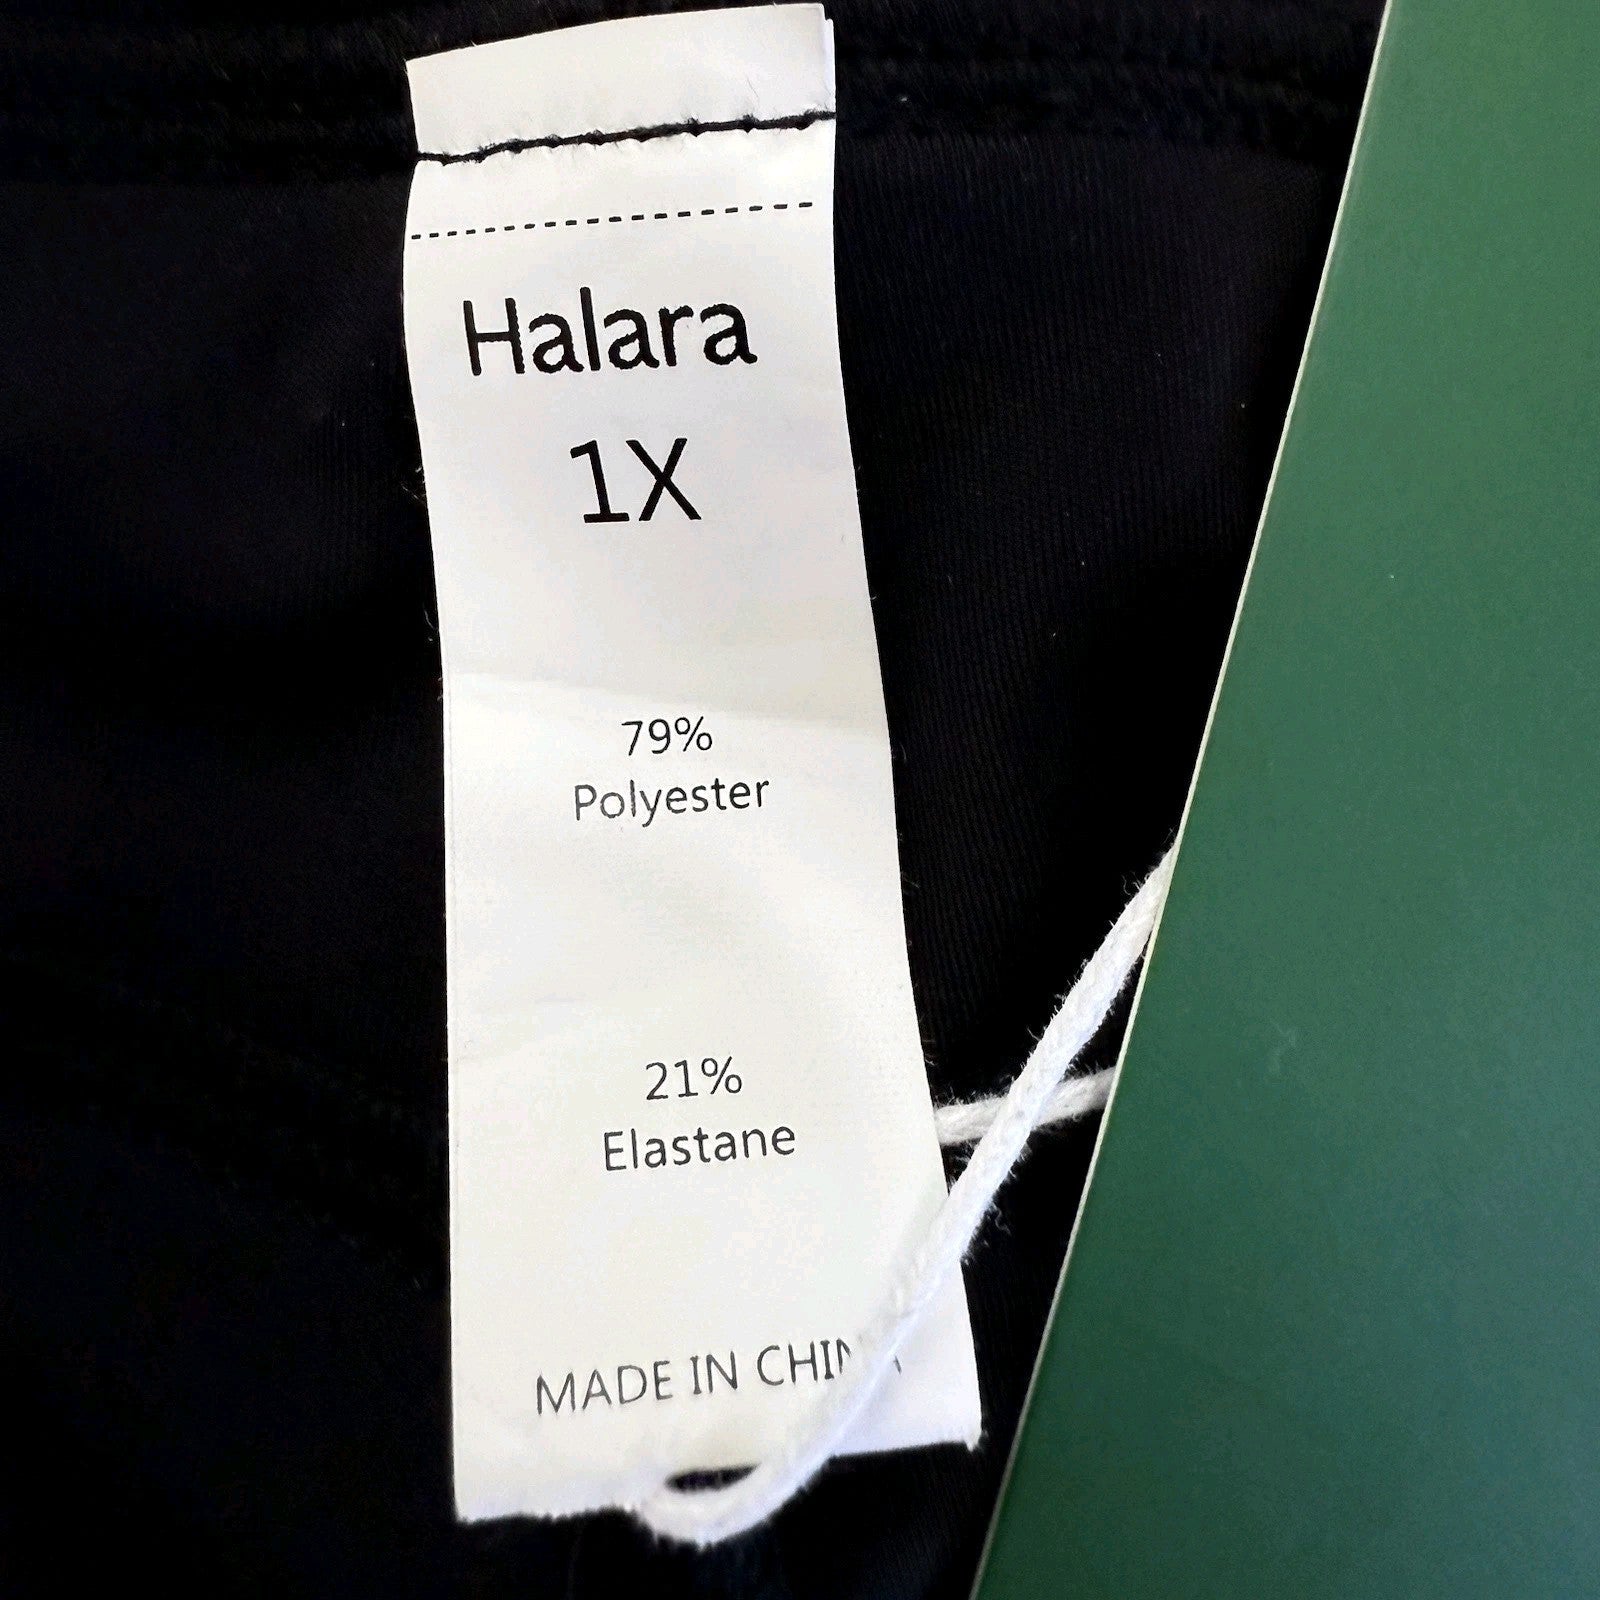 Halara
1X
79%
Polyester
21%
Elastane
MADE IN CHINA